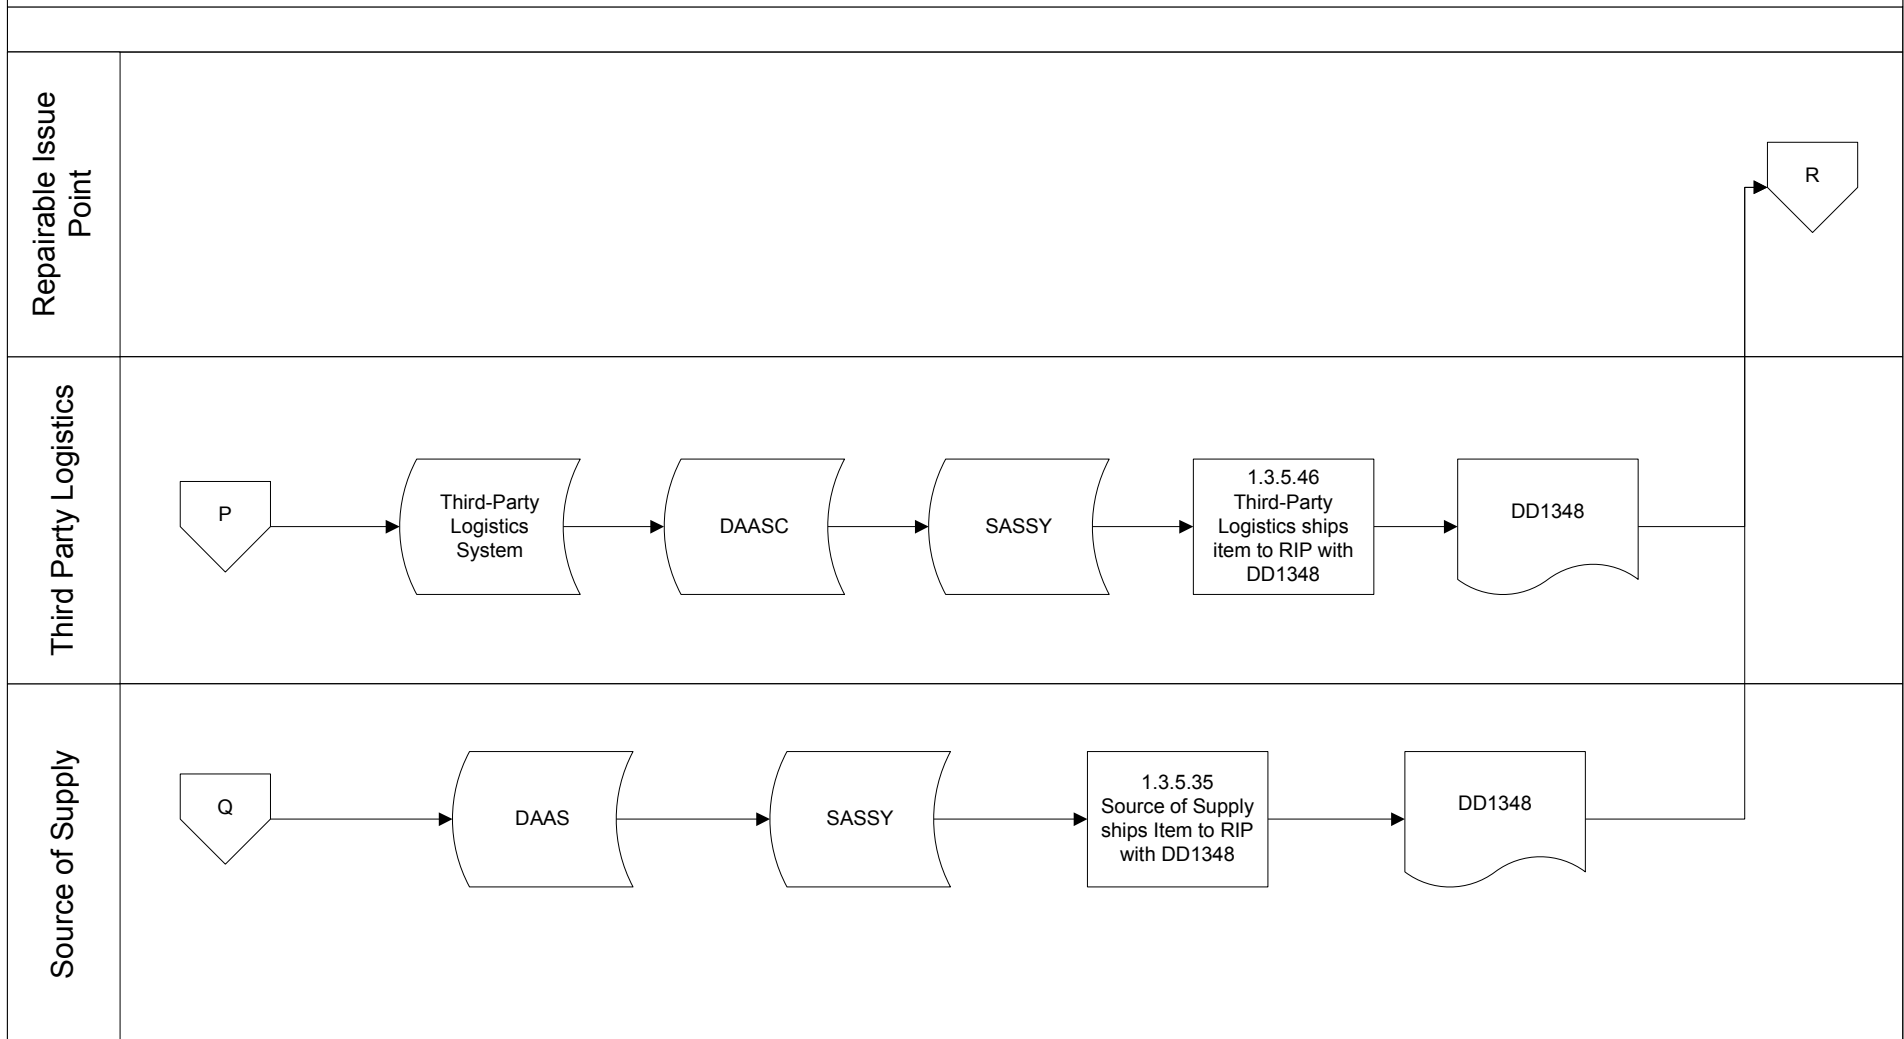 Repairable Issue
Point
R
Third Party Logistics
P
Third-Party
Logistics
System
DAASC
SASSY
1.3.5.46
Third-Party
Logistics ships
item to RIP with
DD1348
DD1348
Source of Supply
Q
DAAS
SASSY
1.3.5.35
Source of Supply
ships Item to RIP
with DD1348
DD1348